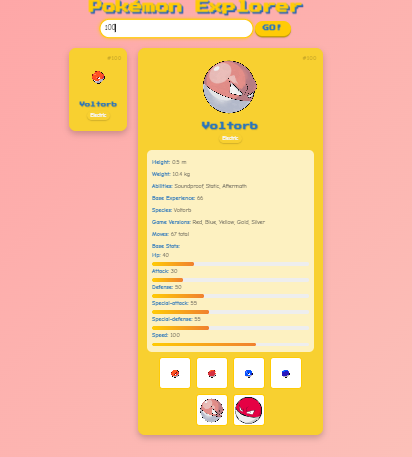 Pokémon Explorer
100
GO!
#100
Voltorb
Electric
#100
Voltorb
Electric
Height: 0.5 m
Weight: 10.4 kg
Abilities: Soundproof, Static, Aftermath
Base Experience: 66
Species: Voltorb
Game Versions: Red, Blue, Yellow, Gold, Silver
Moves: 67 total
Base Stats:
Hp: 40
Attack: 30
Defense: 50
Special-attack: 55
Special-defense: 55
Speed: 100